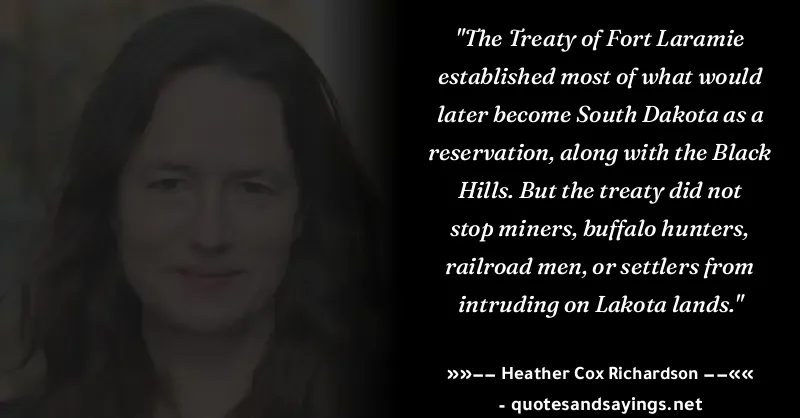 "The Treaty of Fort Laramie
established most of what would
later become South Dakota as a
reservation, along with the Black
Hills. But the treaty did not
stop miners, buffalo hunters,
railroad men, or settlers from
intruding on Lakota lands."
»»–– Heather Cox Richardson ––««
- quotesandsayings.net